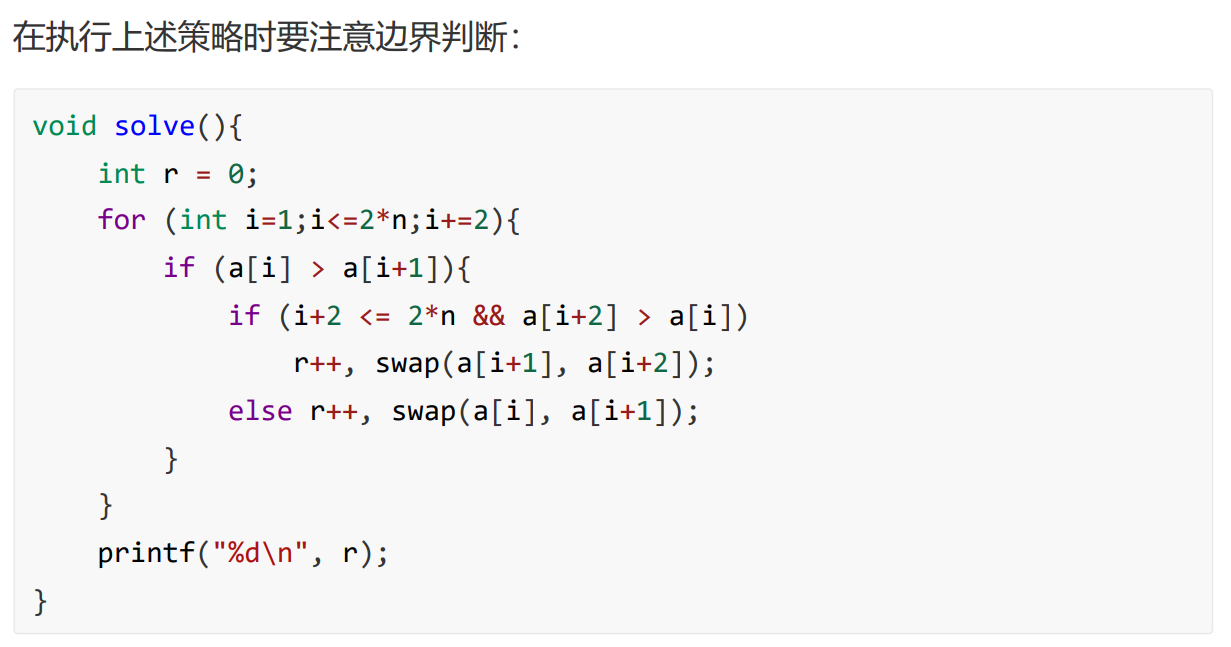 在执行上述策略时要注意边界判断：
void solve(){
    int r = 0;
    for (int i=1;i<=2*n;i+=2){
        if (a[i] > a[i+1]){
            if (i+2 <= 2*n && a[i+2] > a[i])
                r++, swap(a[i+1], a[i+2]);
            else r++, swap(a[i], a[i+1]);
        }
    }
    printf("%d\n", r);
}